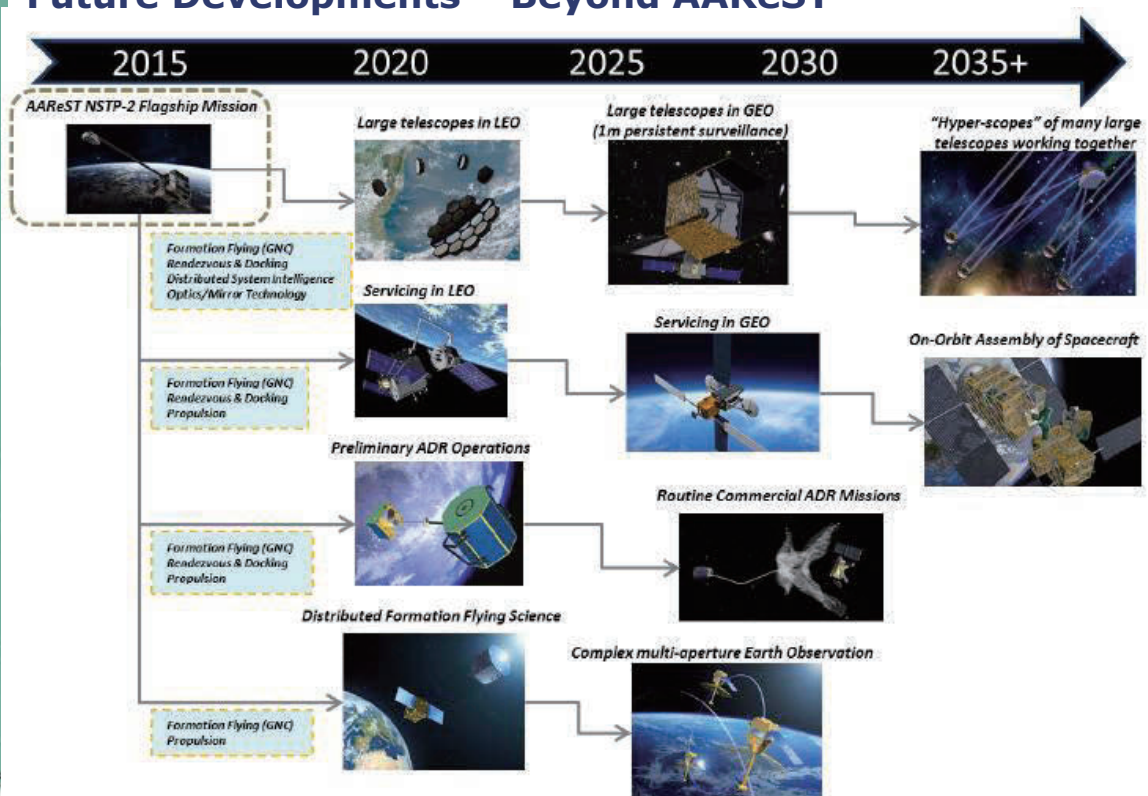 Future Developments – Beyond AAReST
2015
2020
2025
2030
2035+
AAReST NSTP-2 Flagship Mission
Large telescopes in LEO
Large telescopes in GEO
(1m persistent surveillance)
"Hyper-scopes" of many large
telescopes working together
Formation Flying (GNC)
Rendezvous & Docking
Distributed System Intelligence
Optics/Mirror Technology
Servicing in LEO
Servicing in GEO
On-Orbit Assembly of Spacecraft
Formation Flying (GNC)
Rendezvous & Docking
Propulsion
Preliminary ADR Operations
Routine Commercial ADR Missions
Formation Flying (GNC)
Rendezvous & Docking
Propulsion
Distributed Formation Flying Science
Complex multi-aperture Earth Observation
Formation Flying (GNC)
Propulsion